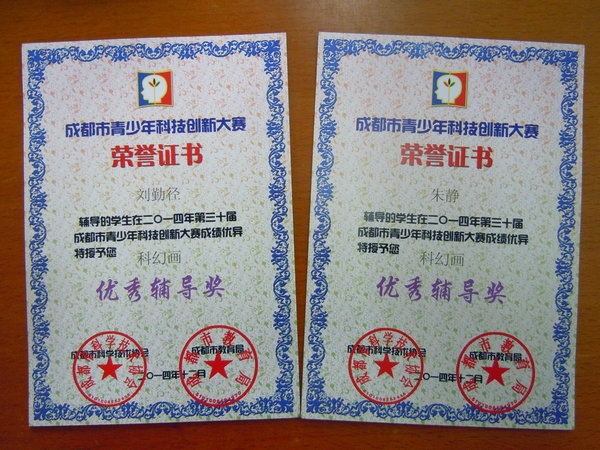 成都市青少年科技创新大赛
荣誉证书
刘勤径
辅导的学生在二〇一四年第三十届
成都市青少年科技创新大赛成绩优异
特授予您
科幻画
优秀辅导奖
成都市科学技术协会
成都市教育局
二〇一四年十二月
成都市青少年科技创新大赛
荣誉证书
朱静
辅导的学生在二〇一四年第三十届
成都市青少年科技创新大赛成绩优异
特授予您
科幻画
优秀辅导奖
成都市科学技术协会
成都市教育局
二〇一四年十二月